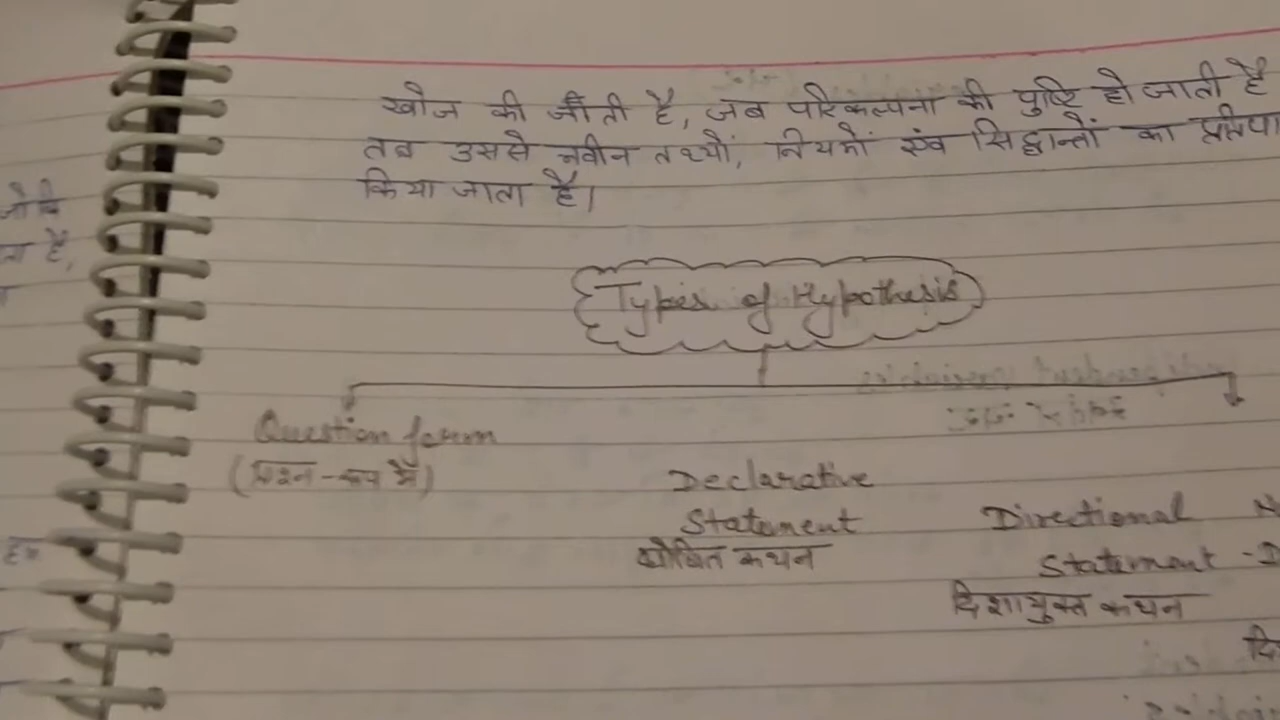 खोज की जाती है, जब परिकल्पना की पुष्टि हो जाती है
तब उससे नवीन तथ्यों, नियमों एंव सिद्धान्तों का
किया जाता है।
Types of Hypothesis
Question form
(प्रश्न-रूप में)
Declarative
Statement
घोषित कथन
Directional
Statement
दिशायुक्त कथन